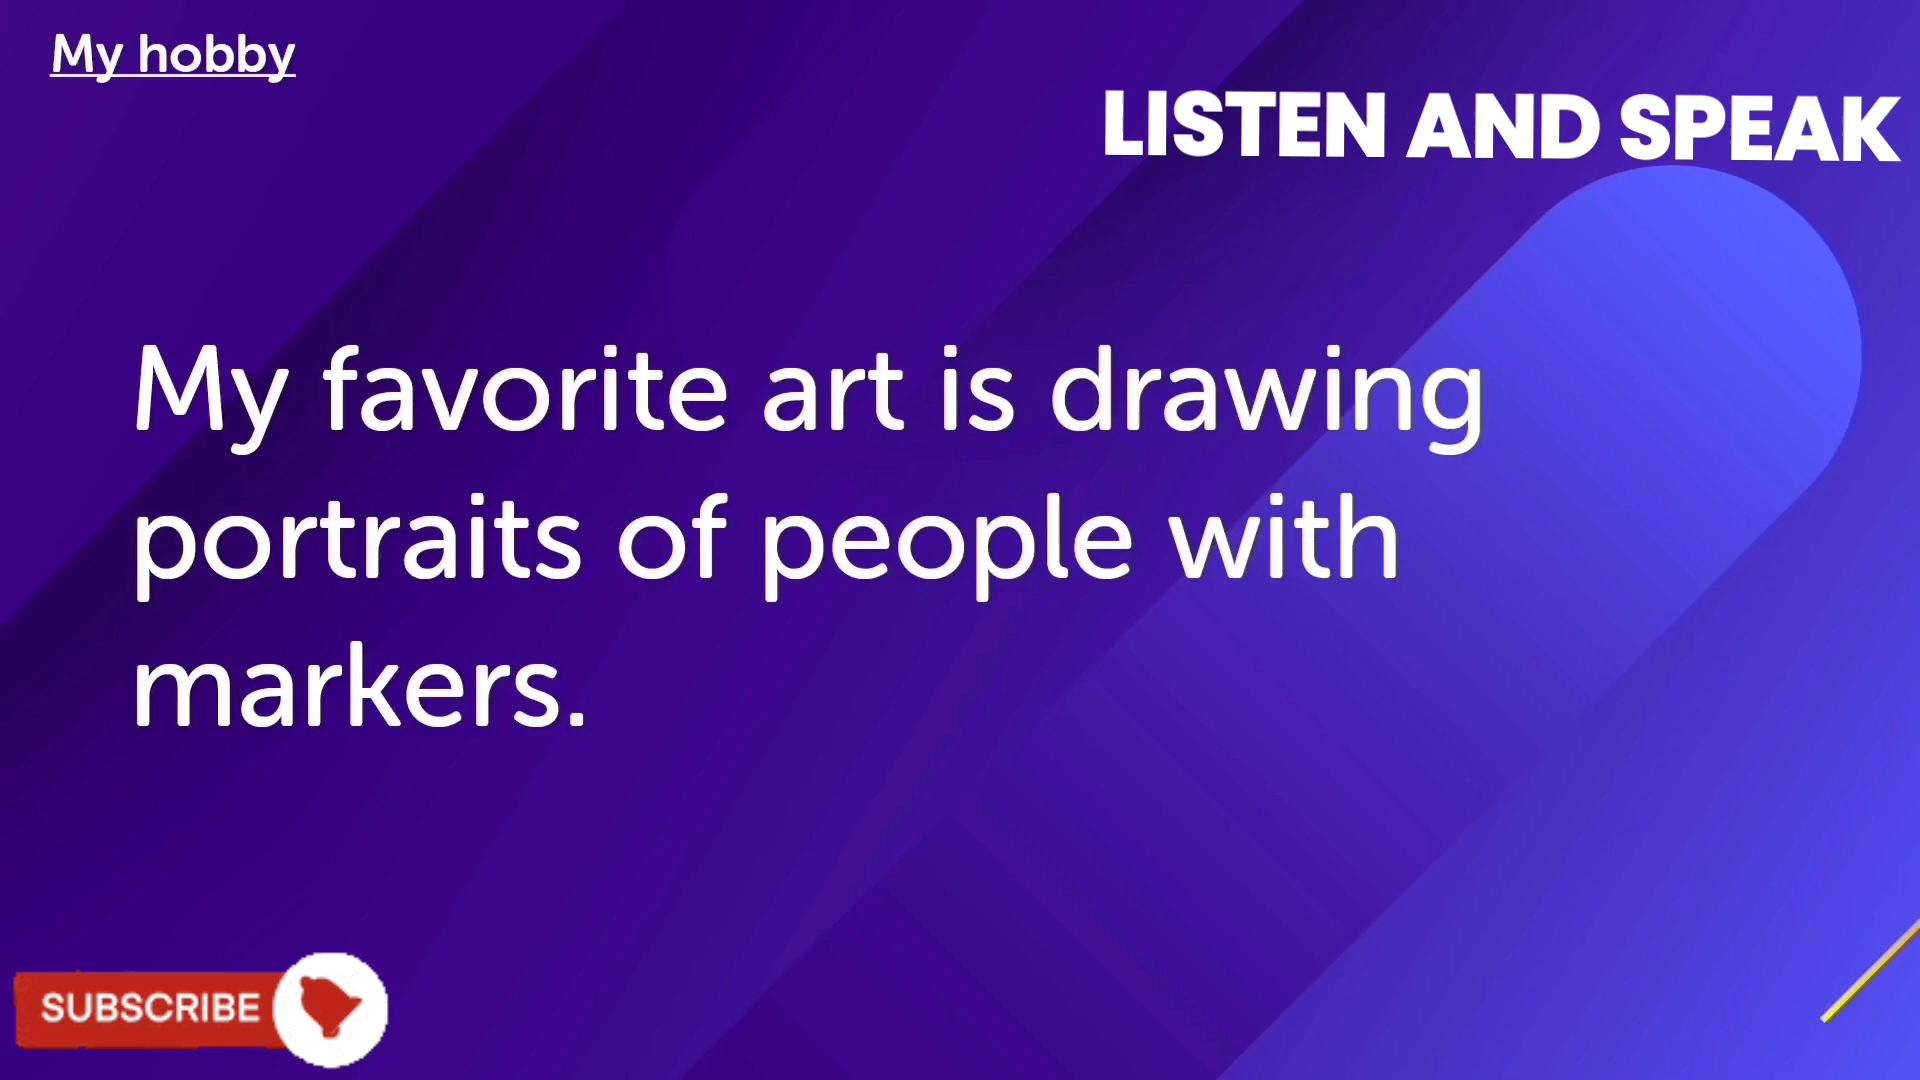 My hobby
LISTEN AND SPEAK
My favorite art is drawing
portraits of people with
markers.
SUBSCRIBE